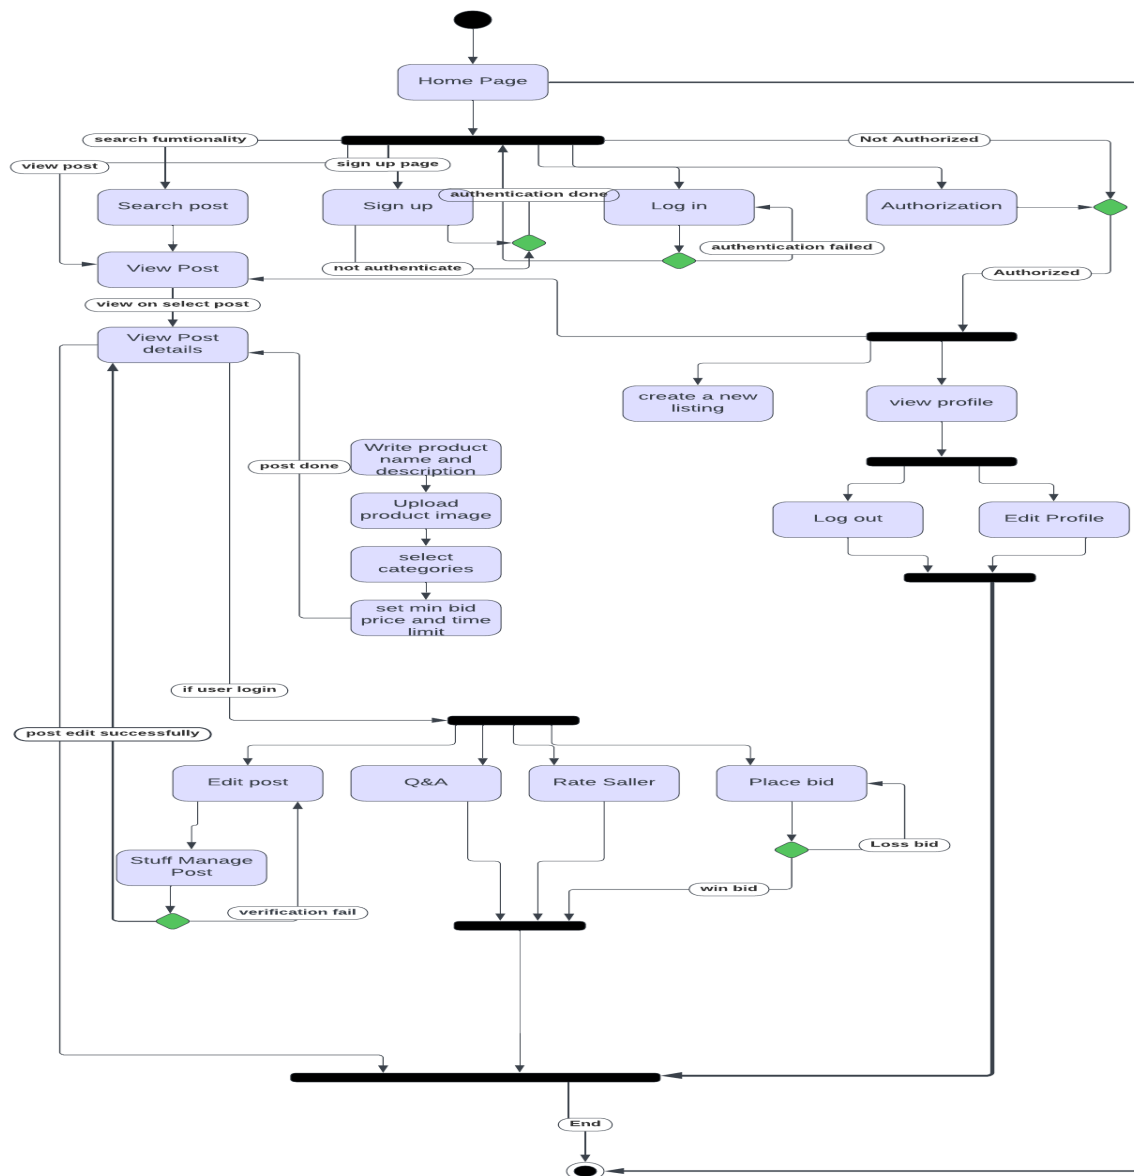 Home Page
search fumtionality
Not Authorized
view post
sign up page
authentication done
Search post
Sign up
Log in
Authorization
authentication failed
View Post
not authenticate
Authorized
view on select post
View Post
details
create a new
listing
view profile
Write product
name and
description
post done
Upload
product image
Log out
Edit Profile
select
categories
set min bid
price and time
limit
if user login
post edit successfully
Edit post
Q&A
Rate Saller
Place bid
Loss bid
Stuff Manage
Post
win bid
verification fail
End